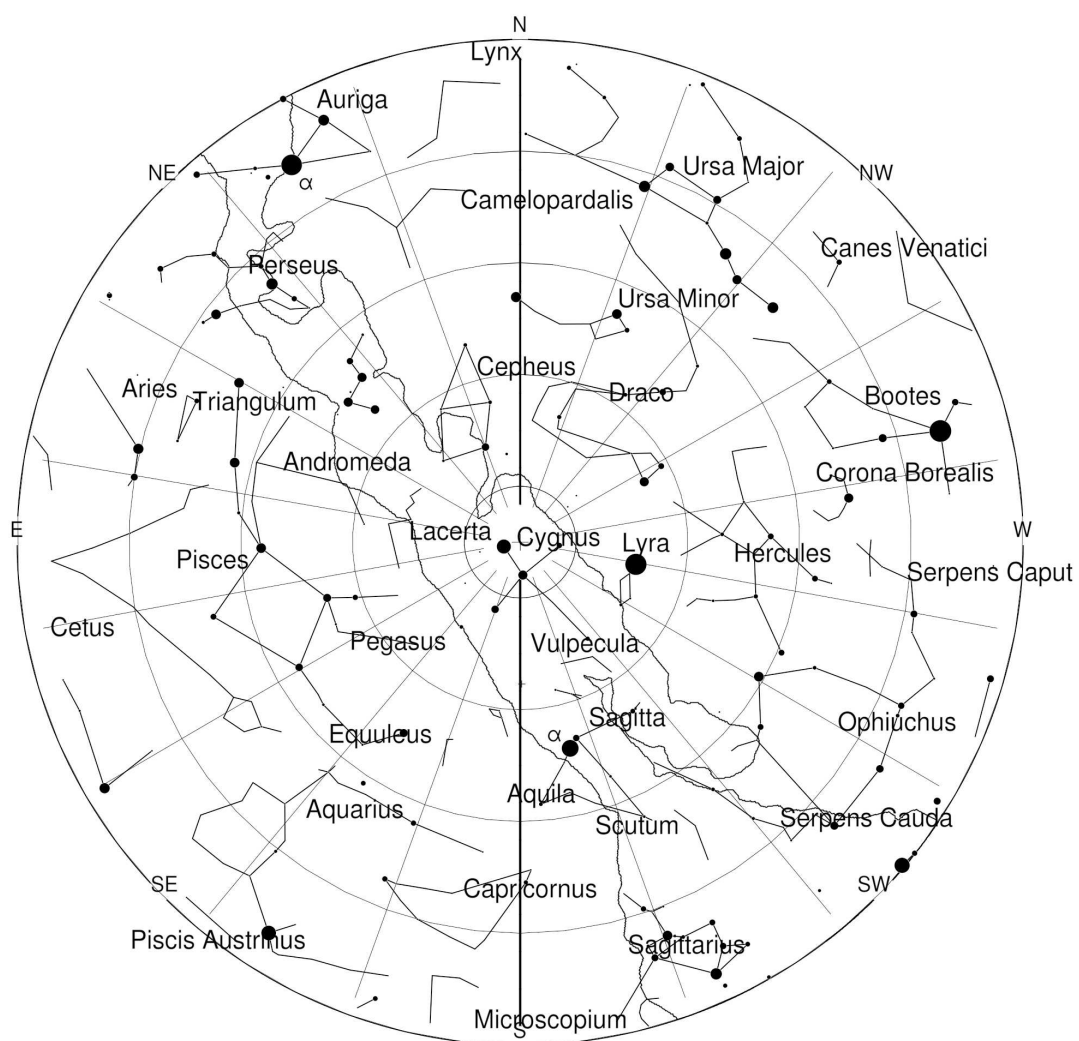 N
Lynx
Auriga
NE
α
Ursa Major
NW
Camelopardalis
Canes Venatici
Perseus
Ursa Minor
Cepheus
Aries
Triangulum
Draco
Bootes
Andromeda
Corona Borealis
E
Lacerta
Cygnus
Lyra
Hercules
W
Pisces
Serpens Caput
Cetus
Pegasus
Vulpecula
Sagitta
Ophiuchus
Equuleus
α
Aquarius
Aquila
Scutum
Serpens Cauda
SE
Capricornus
SW
Piscis Austrinus
Sagittarius
Microscopium
S